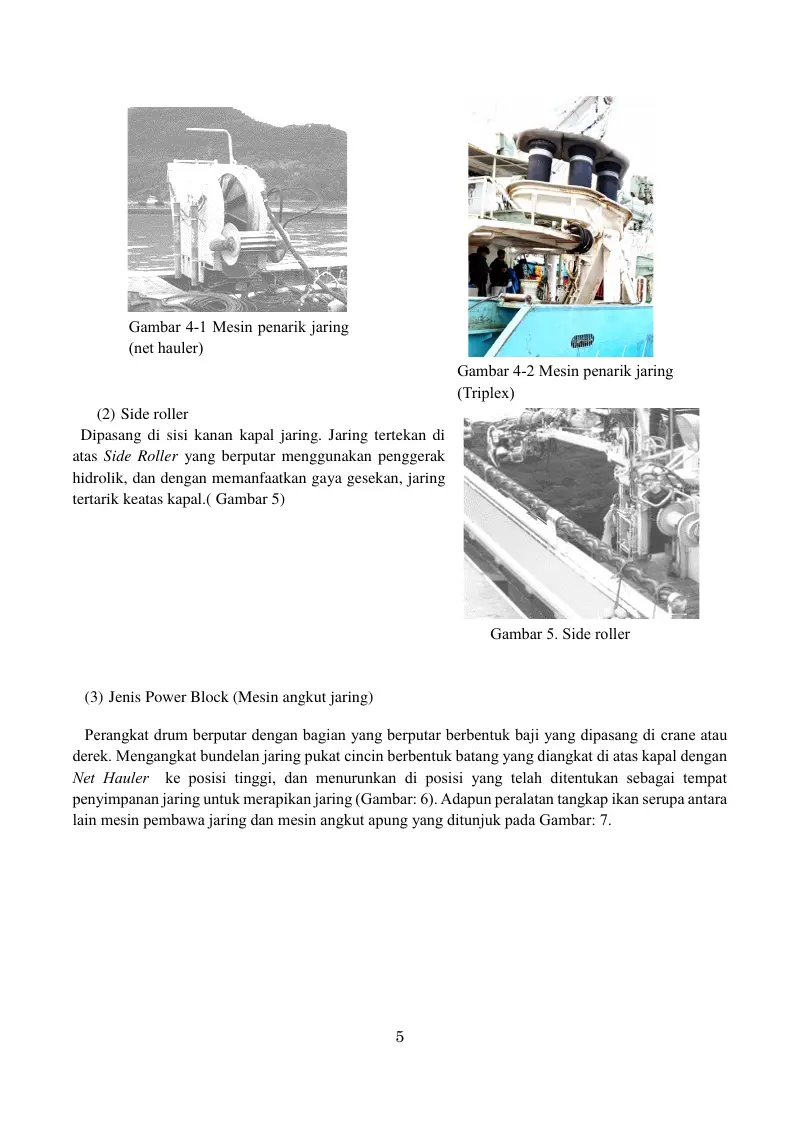 Gambar 4-1 Mesin penarik jaring
(net hauler)
Gambar 4-2 Mesin penarik jaring
(Triplex)
(2) Side roller
Dipasang di sisi kanan kapal jaring. Jaring tertekan di
atas Side Roller yang berputar menggunakan penggerak
hidrolik, dan dengan memanfaatkan gaya gesekan, jaring
tertarik keatas kapal.( Gambar 5)
Gambar 5. Side roller
(3) Jenis Power Block (Mesin angkut jaring)
Perangkat drum berputar dengan bagian yang berputar berbentuk baji yang dipasang di crane atau
derek. Mengangkat bundelan jaring pukat cincin berbentuk batang yang diangkat di atas kapal dengan
Net Hauler ke posisi tinggi, dan menurunkan di posisi yang telah ditentukan sebagai tempat
penyimpanan jaring untuk merapikan jaring (Gambar: 6). Adapun peralatan tangkap ikan serupa antara
lain mesin pembawa jaring dan mesin angkut apung yang ditunjuk pada Gambar: 7.
5